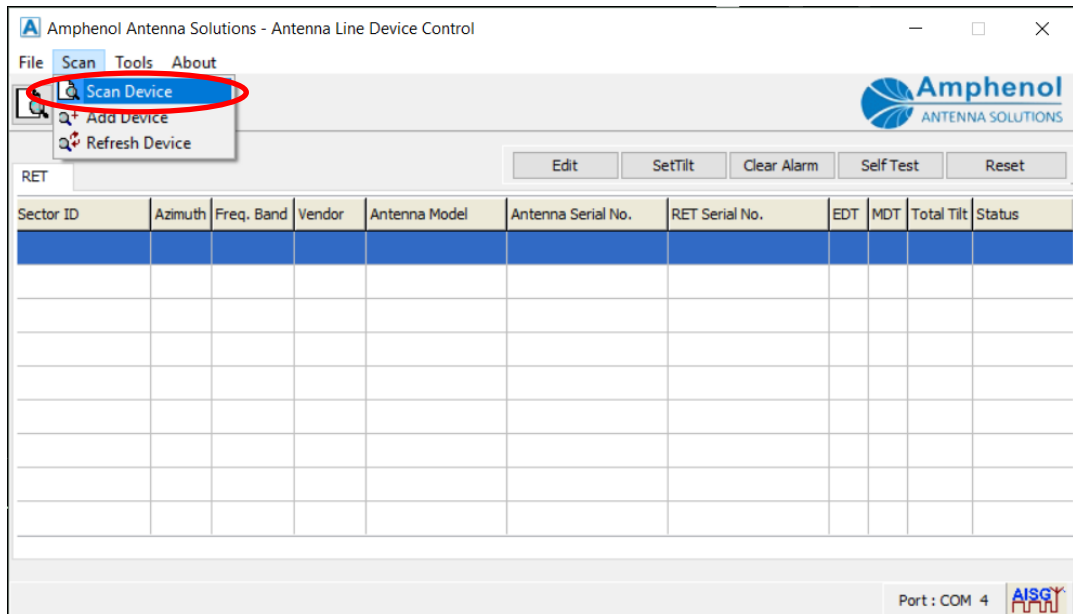 Amphenol Antenna Solutions - Antenna Line Device Control
File Scan Tools About
Scan Device
Add Device
Refresh Device
Amphenol
ANTENNA SOLUTIONS
RET
Edit SetTilt Clear Alarm Self Test Reset
Sector ID Azimuth Freq. Band Vendor Antenna Model Antenna Serial No. RET Serial No. EDT MDT Total Tilt Status
Port : COM 4 AISG